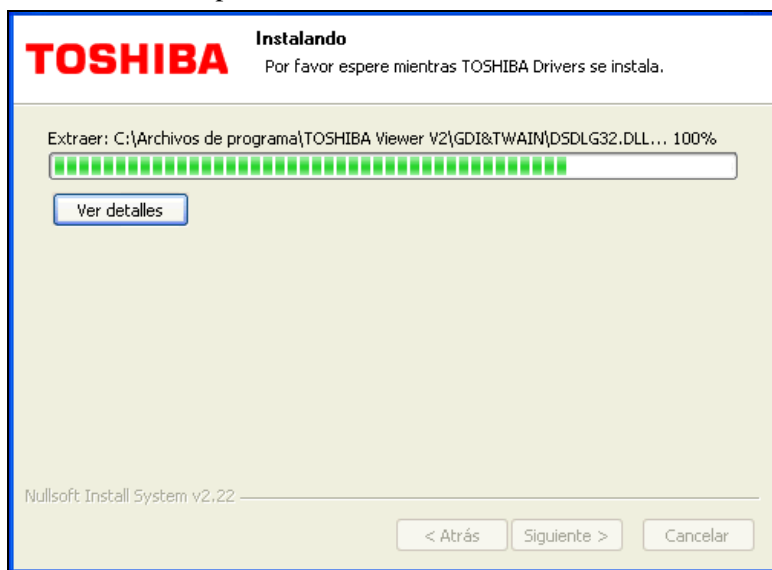 TOSHIBA
Instalando
Por favor espere mientras TOSHIBA Drivers se instala.
Extraer: C:\Archivos de programa\TOSHIBA Viewer V2\GDI&TWAIN\DSDLG32.DLL... 100%
Ver detalles
Nullsoft Install System v2.22
< Atrás
Siguiente >
Cancelar